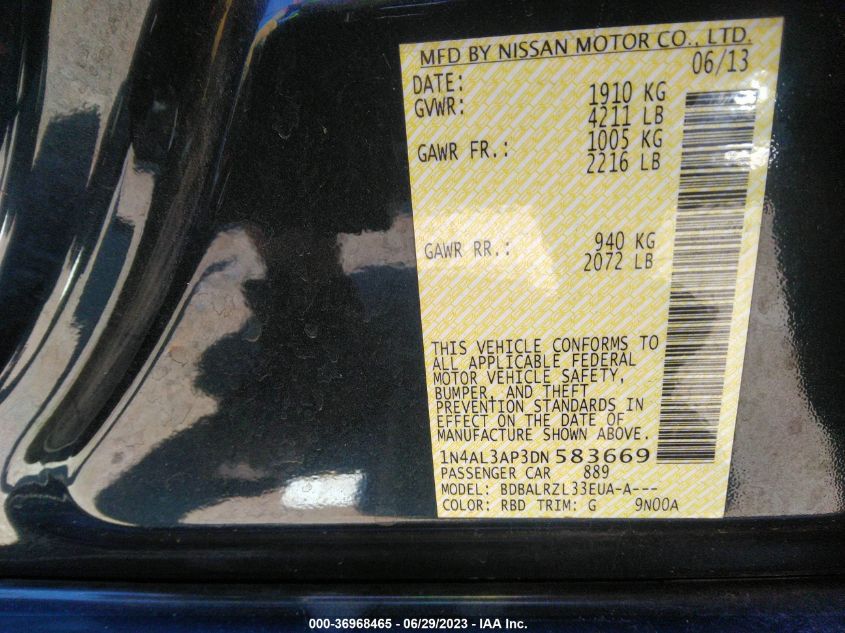 MFD BY NISSAN MOTOR CO., LTD.
DATE: 06/13
GVWR: 1910 KG
4211 LB
GAWR FR.: 1005 KG
2216 LB
GAWR RR.: 940 KG
2072 LB
THIS VEHICLE CONFORMS TO
ALL APPLICABLE FEDERAL
MOTOR VEHICLE SAFETY,
BUMPER, AND THEFT
PREVENTION STANDARDS IN
EFFECT ON THE DATE OF
MANUFACTURE SHOWN ABOVE.
1N4AL3AP3DN 583669
PASSENGER CAR 889
MODEL: BDBALRZL33EUA-A---
COLOR: RBD TRIM: G 9N00A
000-36968465 - 06/29/2023 - IAA Inc.